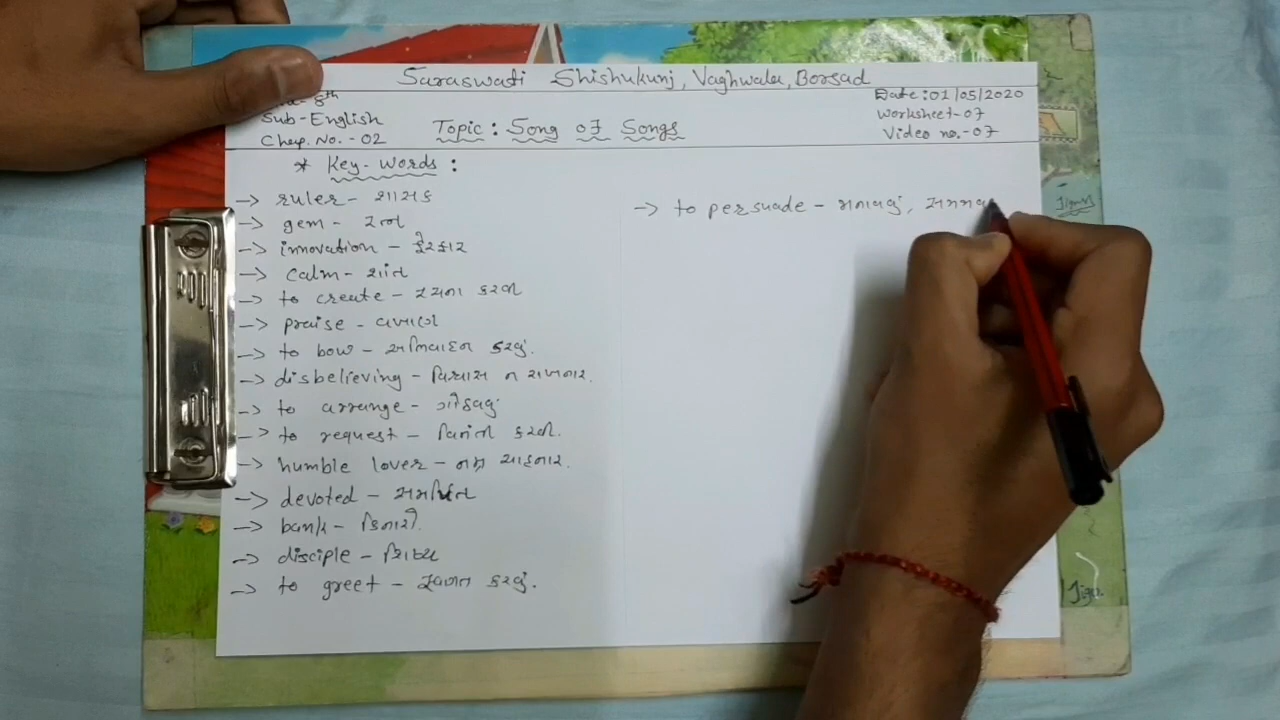 Saraswati Shishukunj, Vaghwala, Borsad
8th
Sub-English
Chap. No. - 02
Topic : Song of Songs
Date : 01/05/2020
Worksheet-07
Video no.-07
* Key-words :
→ ruler - શાસક
→ gem - રત્ન
→ innovation - ફેરફાર
→ calm - શાંત
→ to create - રચના કરવી
→ praise - વખાણ
→ to bow - અભિવાદન કરવું.
→ disbelieving - વિશ્વાસ ન રાખનાર.
→ to arrange - ગોઠવવું
→ to request - વિનંતી કરવી.
→ humble lover - નમ્ર ચાહનાર.
→ devoted - સમર્પિત
→ bank - કિનારો.
→ disciple - શિષ્ય
→ to greet - સ્વાગત કરવું.
→ to persuade - મનાવવું,